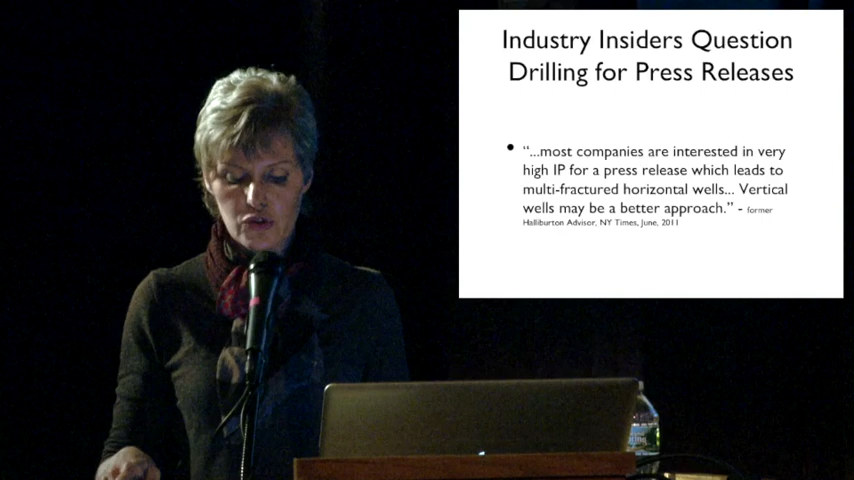 Industry Insiders Question
Drilling for Press Releases
• “...most companies are interested in very
high IP for a press release which leads to
multi-fractured horizontal wells... Vertical
wells may be a better approach.” - former
Halliburton Advisor, NY Times, June, 2011